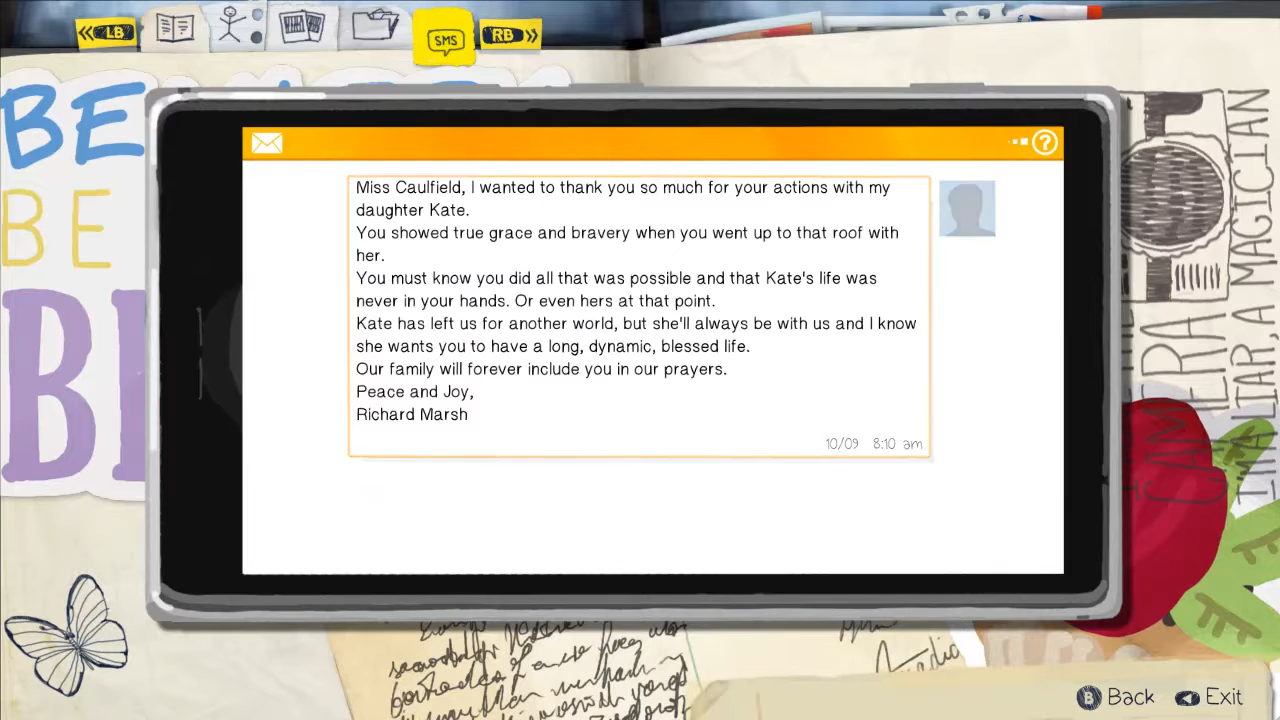 LB
SMS
RB
BE
BE
Miss Caulfield, I wanted to thank you so much for your actions with my
daughter Kate.
You showed true grace and bravery when you went up to that roof with
her.
You must know you did all that was possible and that Kate's life was
never in your hands. Or even hers at that point.
Kate has left us for another world, but she'll always be with us and I know
she wants you to have a long, dynamic, blessed life.
Our family will forever include you in our prayers.
Peace and Joy,
Richard Marsh
10/09 8:10 am
A MAGICIAN
B Back
Exit